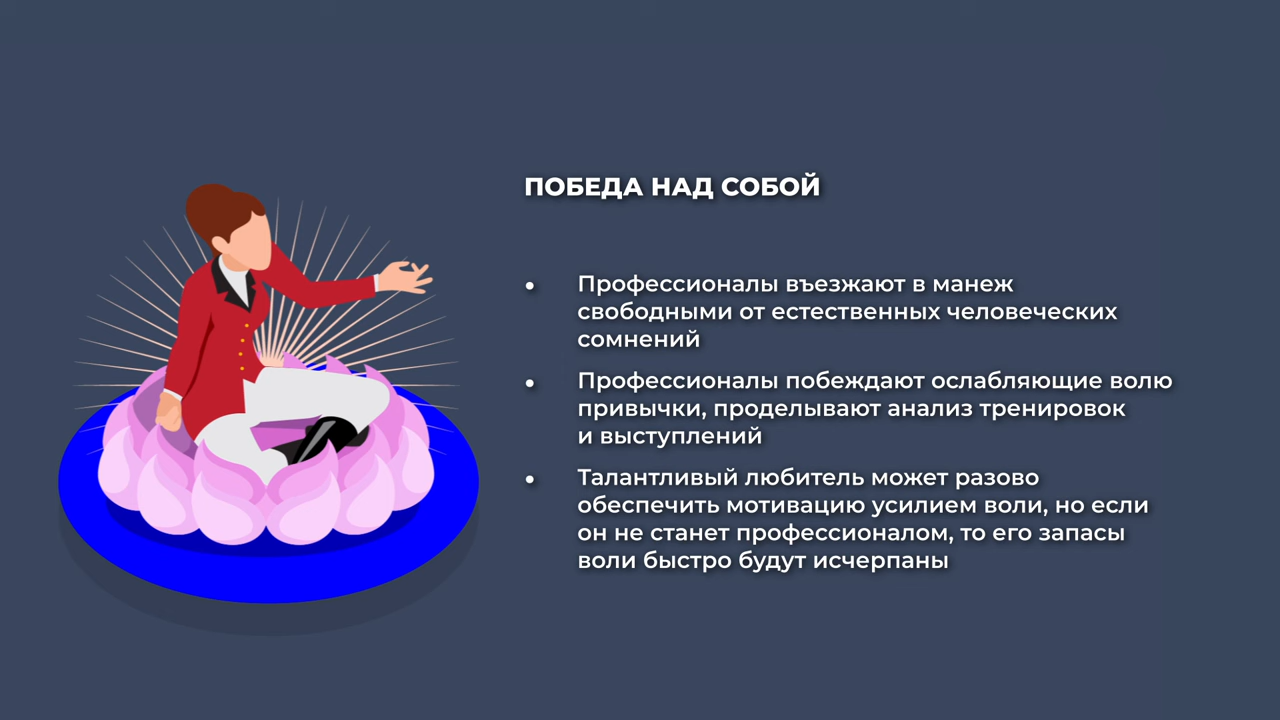 ПОБЕДА НАД СОБОЙ
• Профессионалы въезжают в манеж
свободными от естественных человеческих
сомнений
• Профессионалы побеждают ослабляющие волю
привычки, проделывают анализ тренировок
и выступлений
• Талантливый любитель может разово
обеспечить мотивацию усилием воли, но если
он не станет профессионалом, то его запасы
воли быстро будут исчерпаны